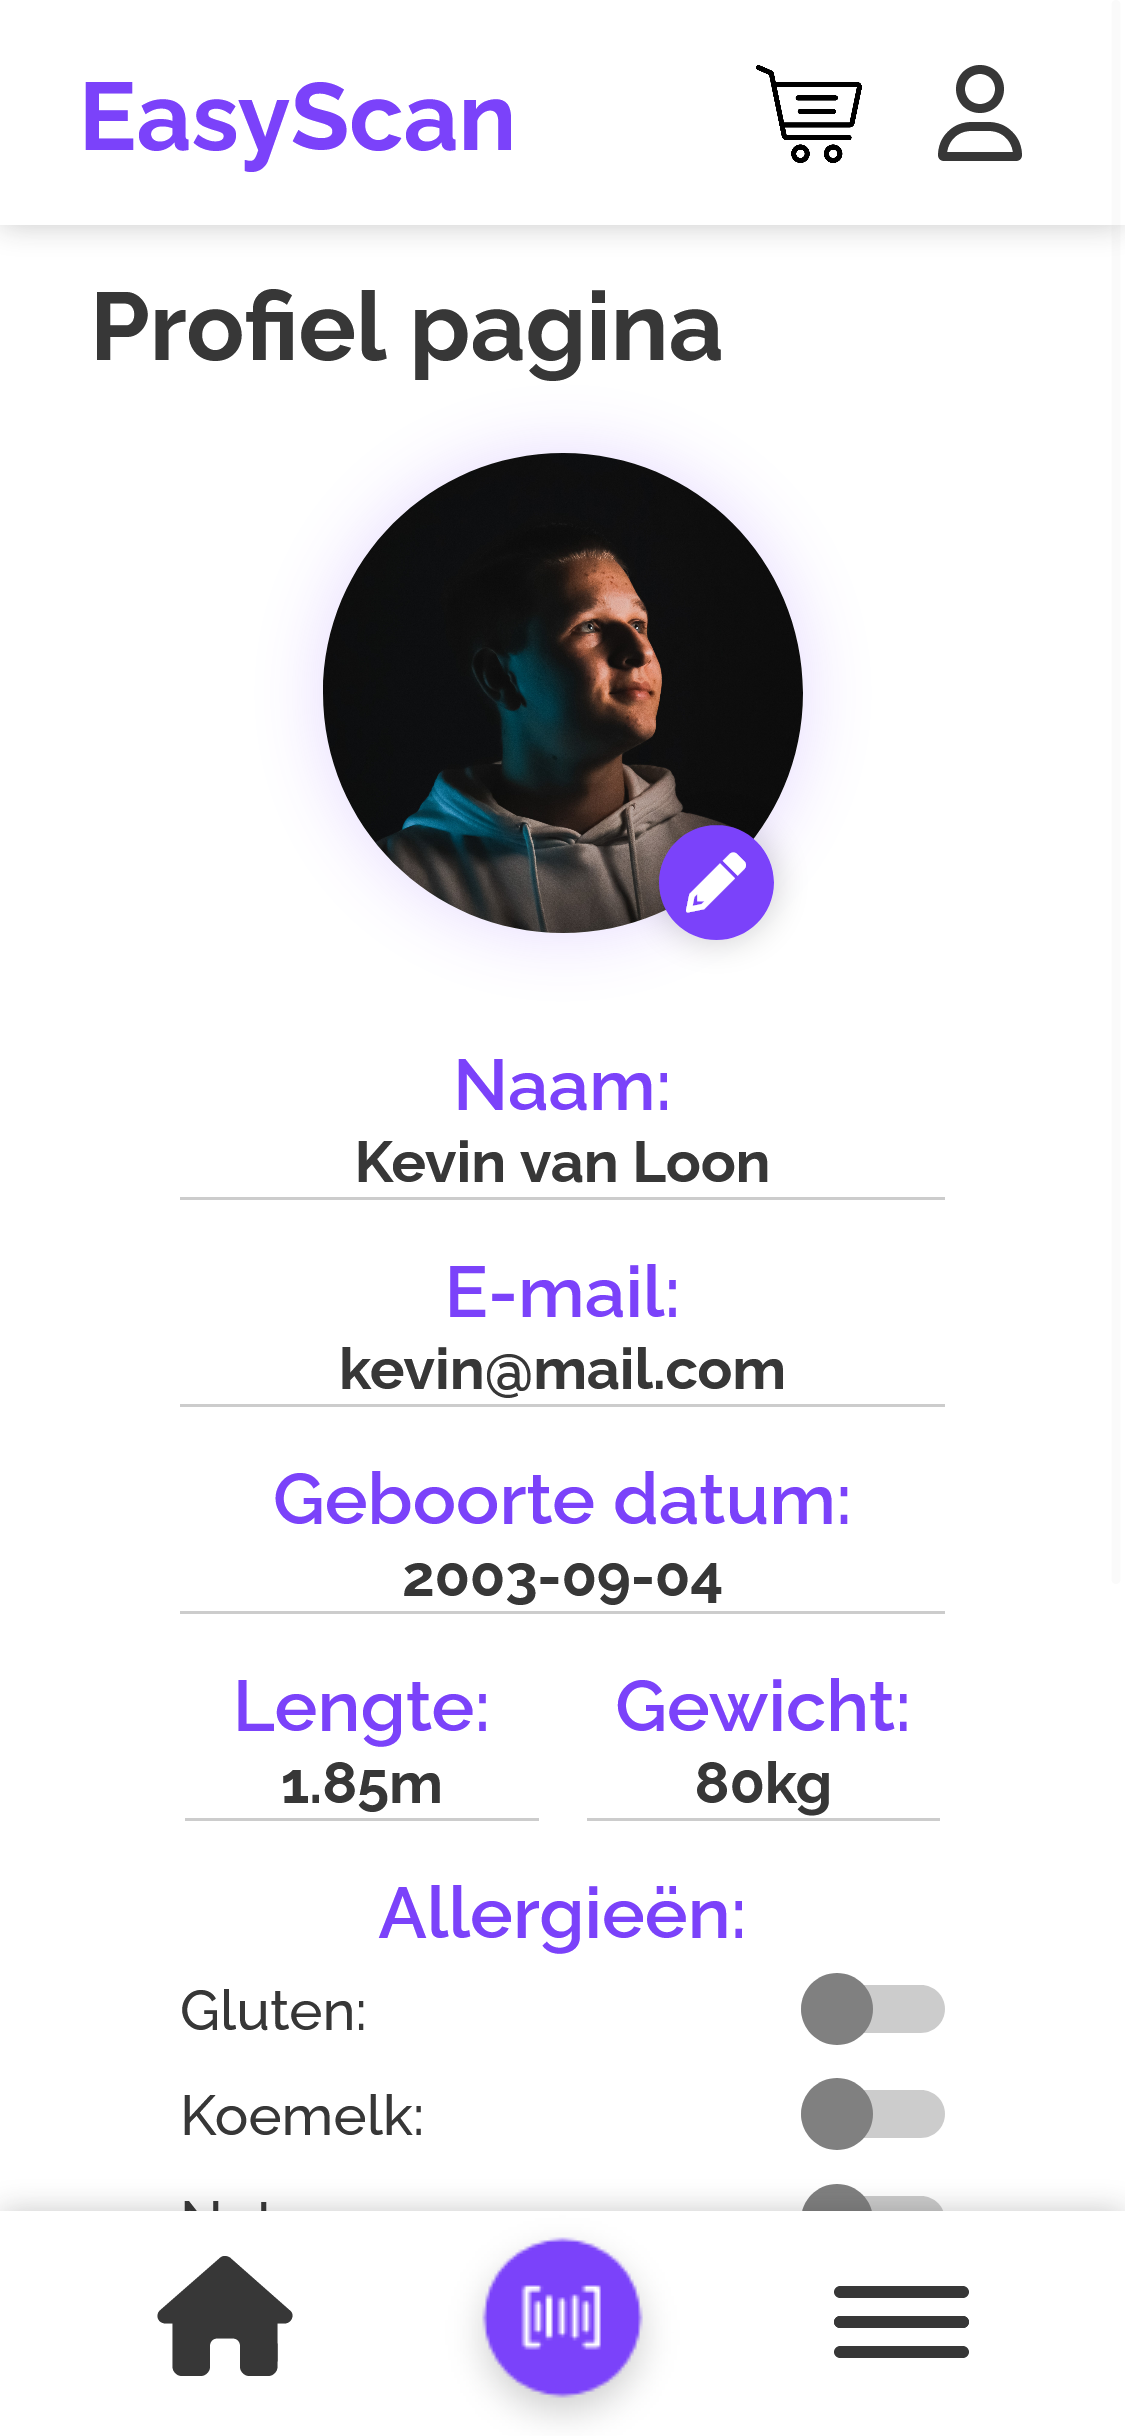 EasyScan
Profiel pagina
Naam:
Kevin van Loon
E-mail:
kevin@mail.com
Geboorte datum:
2003-09-04
Lengte: Gewicht:
1.85m 80kg
Allergieën:
Gluten:
Koemelk: